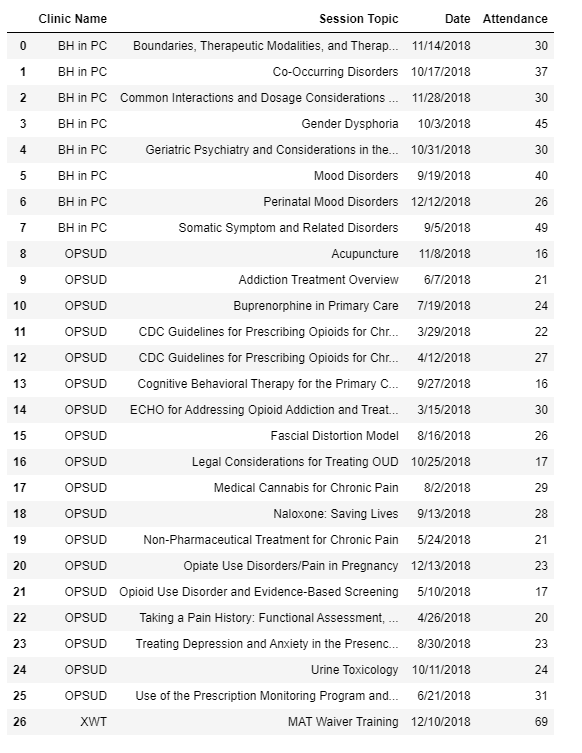 Clinic Name Session Topic Date Attendance
0 BH in PC Boundaries, Therapeutic Modalities, and Therap... 11/14/2018 30
1 BH in PC Co-Occurring Disorders 10/17/2018 37
2 BH in PC Common Interactions and Dosage Considerations ... 11/28/2018 30
3 BH in PC Gender Dysphoria 10/3/2018 45
4 BH in PC Geriatric Psychiatry and Considerations in the... 10/31/2018 30
5 BH in PC Mood Disorders 9/19/2018 40
6 BH in PC Perinatal Mood Disorders 12/12/2018 26
7 BH in PC Somatic Symptom and Related Disorders 9/5/2018 49
8 OPSUD Acupuncture 11/8/2018 16
9 OPSUD Addiction Treatment Overview 6/7/2018 21
10 OPSUD Buprenorphine in Primary Care 7/19/2018 24
11 OPSUD CDC Guidelines for Prescribing Opioids for Chr... 3/29/2018 22
12 OPSUD CDC Guidelines for Prescribing Opioids for Chr... 4/12/2018 27
13 OPSUD Cognitive Behavioral Therapy for the Primary C... 9/27/2018 16
14 OPSUD ECHO for Addressing Opioid Addiction and Treat... 3/15/2018 30
15 OPSUD Fascial Distortion Model 8/16/2018 26
16 OPSUD Legal Considerations for Treating OUD 10/25/2018 17
17 OPSUD Medical Cannabis for Chronic Pain 8/2/2018 29
18 OPSUD Naloxone: Saving Lives 9/13/2018 28
19 OPSUD Non-Pharmaceutical Treatment for Chronic Pain 5/24/2018 21
20 OPSUD Opiate Use Disorders/Pain in Pregnancy 12/13/2018 23
21 OPSUD Opioid Use Disorder and Evidence-Based Screening 5/10/2018 17
22 OPSUD Taking a Pain History: Functional Assessment, ... 4/26/2018 20
23 OPSUD Treating Depression and Anxiety in the Presenc... 8/30/2018 23
24 OPSUD Urine Toxicology 10/11/2018 24
25 OPSUD Use of the Prescription Monitoring Program and... 6/21/2018 31
26 XWT MAT Waiver Training 12/10/2018 69